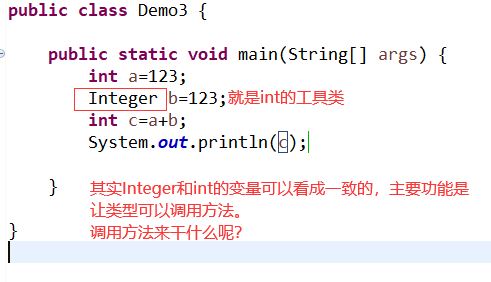 public class Demo3 {
public static void main(String[] args) {
int a=123;
Integer b=123;就是int的工具类
int c=a+b;
System.out.println(c);
}
其实Integer和int的变量可以看成一致的，主要功能是
让类型可以调用方法。
调用方法来干什么呢？
}